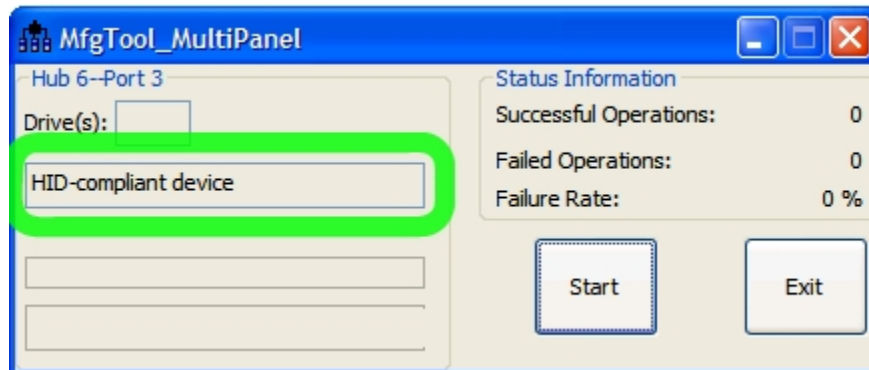 MfgTool_MultiPanel
Hub 6--Port 3
Drive(s):
HID-compliant device
Status Information
Successful Operations: 0
Failed Operations: 0
Failure Rate: 0 %
Start
Exit